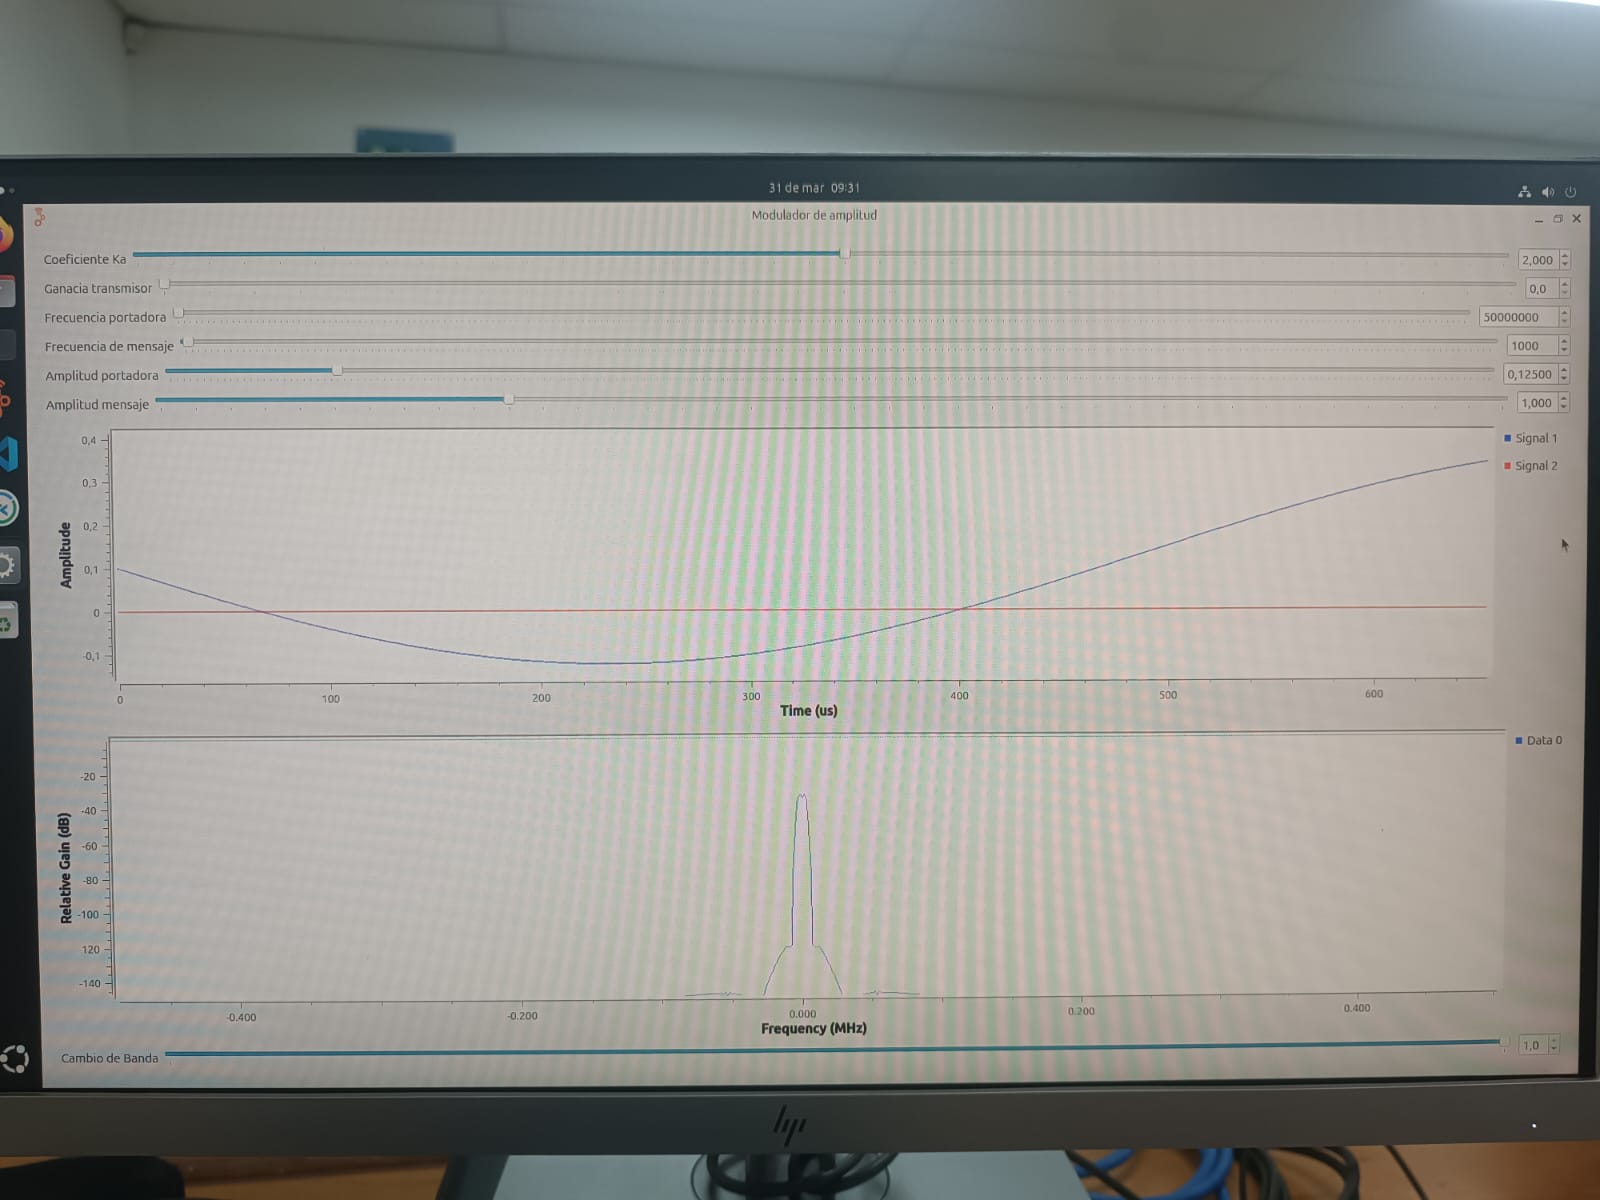 31 de mar 09:31
Modulador de amplitud
Coeficiente Ka 2,000
Ganacia transmisor 0,0
Frecuencia portadora 50000000
Frecuencia de mensaje 1000
Amplitud portadora 0,12500
Amplitud mensaje 1,000
Signal 1
Signal 2
0,4
0,3
0,2
0,1
0
-0,1
Amplitude
0 100 200 300 400 500 600
Time (us)
Data 0
-20
-40
-60
-80
-100
120
-140
Relative Gain (dB)
-0.400 -0.200 0.000 0.200 0.400
Frequency (MHz)
Cambio de Banda 1,0
hp